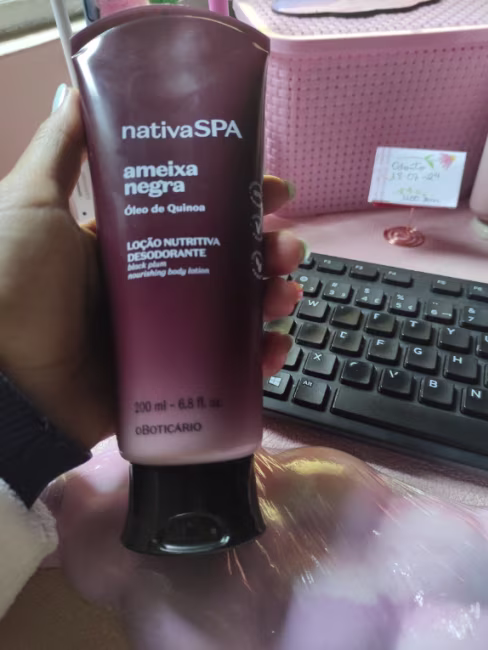 nativaSPA
ameixa
negra
Óleo de Quinoa
LOÇÃO NUTRITIVA
DESODORANTE
black plum
nourishing body lotion
200 ml - 6.8 fl. oz.
oBOTICÁRIO
W
E
R
T
Y
D
F
G
H
X
C
V
B
N